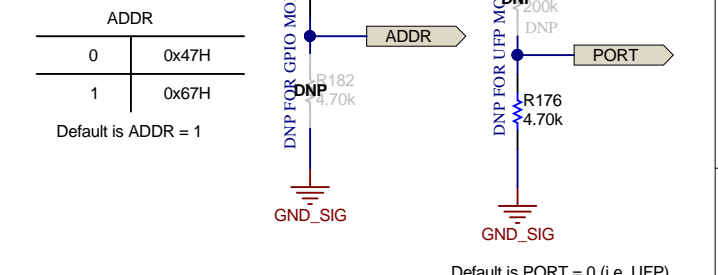 ADDR
0 0x47H
1 0x67H
Default is ADDR = 1
DNP FOR GPIO MO
ADDR
R182
DNP
4.70k
GND_SIG
DNP
200k
DNP
DNP FOR UFP MO
PORT
R176
4.70k
GND_SIG
Default is PORT = 0 (i.e. UFP)